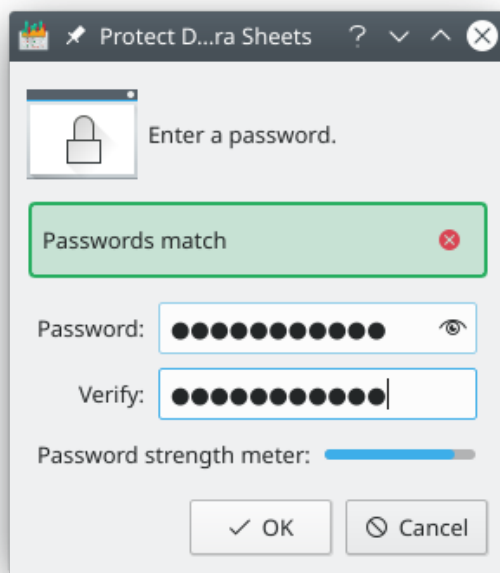 Protect D...ra Sheets
Enter a password.
Passwords match
Password: ●●●●●●●●●●●
Verify: ●●●●●●●●●●●
Password strength meter:
OK Cancel